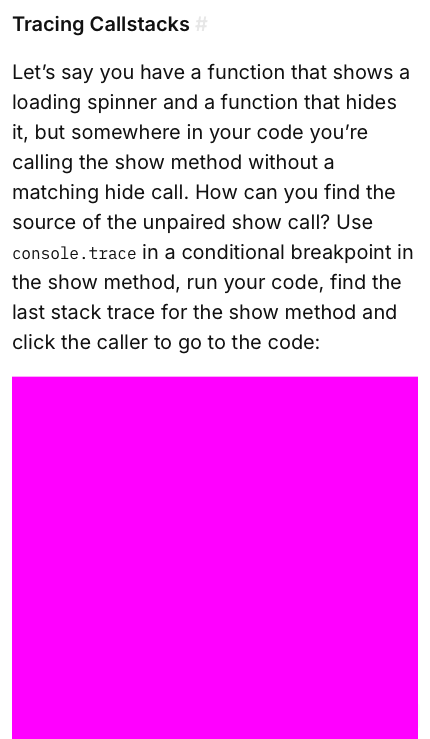 Tracing Callstacks #
Let’s say you have a function that shows a
loading spinner and a function that hides
it, but somewhere in your code you’re
calling the show method without a
matching hide call. How can you find the
source of the unpaired show call? Use
console.trace in a conditional breakpoint in
the show method, run your code, find the
last stack trace for the show method and
click the caller to go to the code: